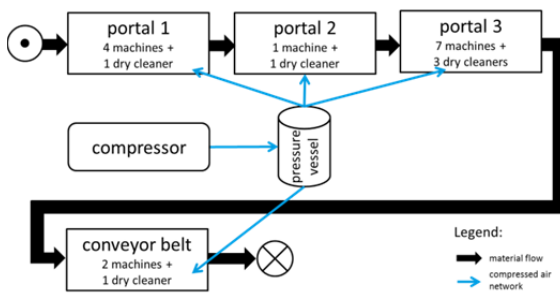 portal 1
4 machines +
1 dry cleaner
portal 2
1 machine +
1 dry cleaner
portal 3
7 machines +
3 dry cleaners
compressor
pressure
vessel
conveyor belt
2 machines +
1 dry cleaner
Legend:
material flow
compressed air
network